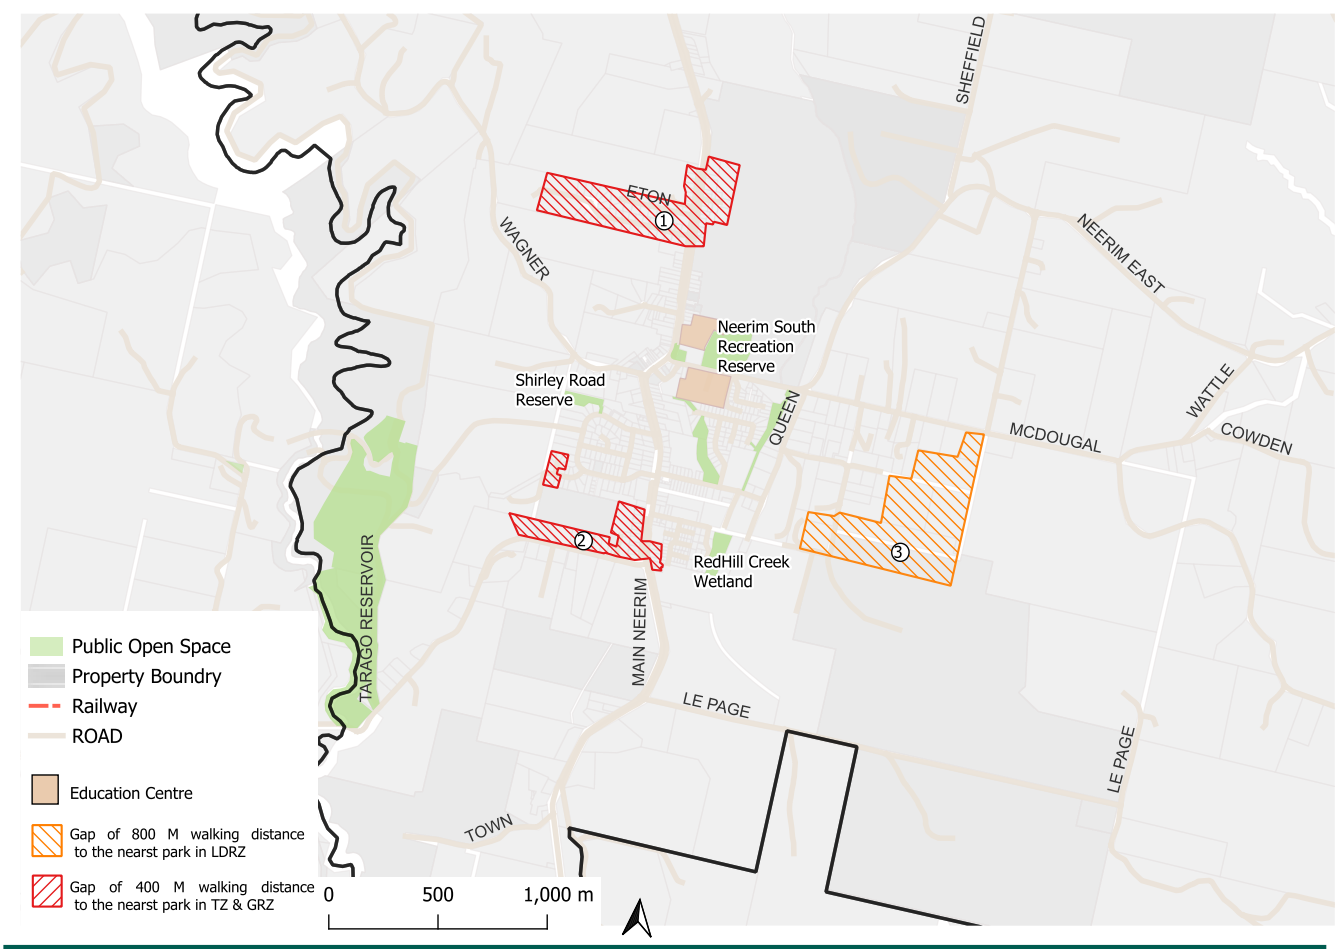 SHEFFIELD
ETON
1
WAGNER
NEERIM EAST
Neerim South
Recreation
Reserve
Shirley Road
Reserve
QUEEN
WATTLE
MCDOUGAL
COWDEN
2
3
RedHill Creek
Wetland
TARAGO RESERVOIR
MAIN NEERIM
LE PAGE
LE PAGE
TOWN
Public Open Space
Property Boundry
Railway
ROAD
Education Centre
Gap of 800 M walking distance
to the nearst park in LDRZ
Gap of 400 M walking distance
to the nearst park in TZ & GRZ
0 500 1,000 m